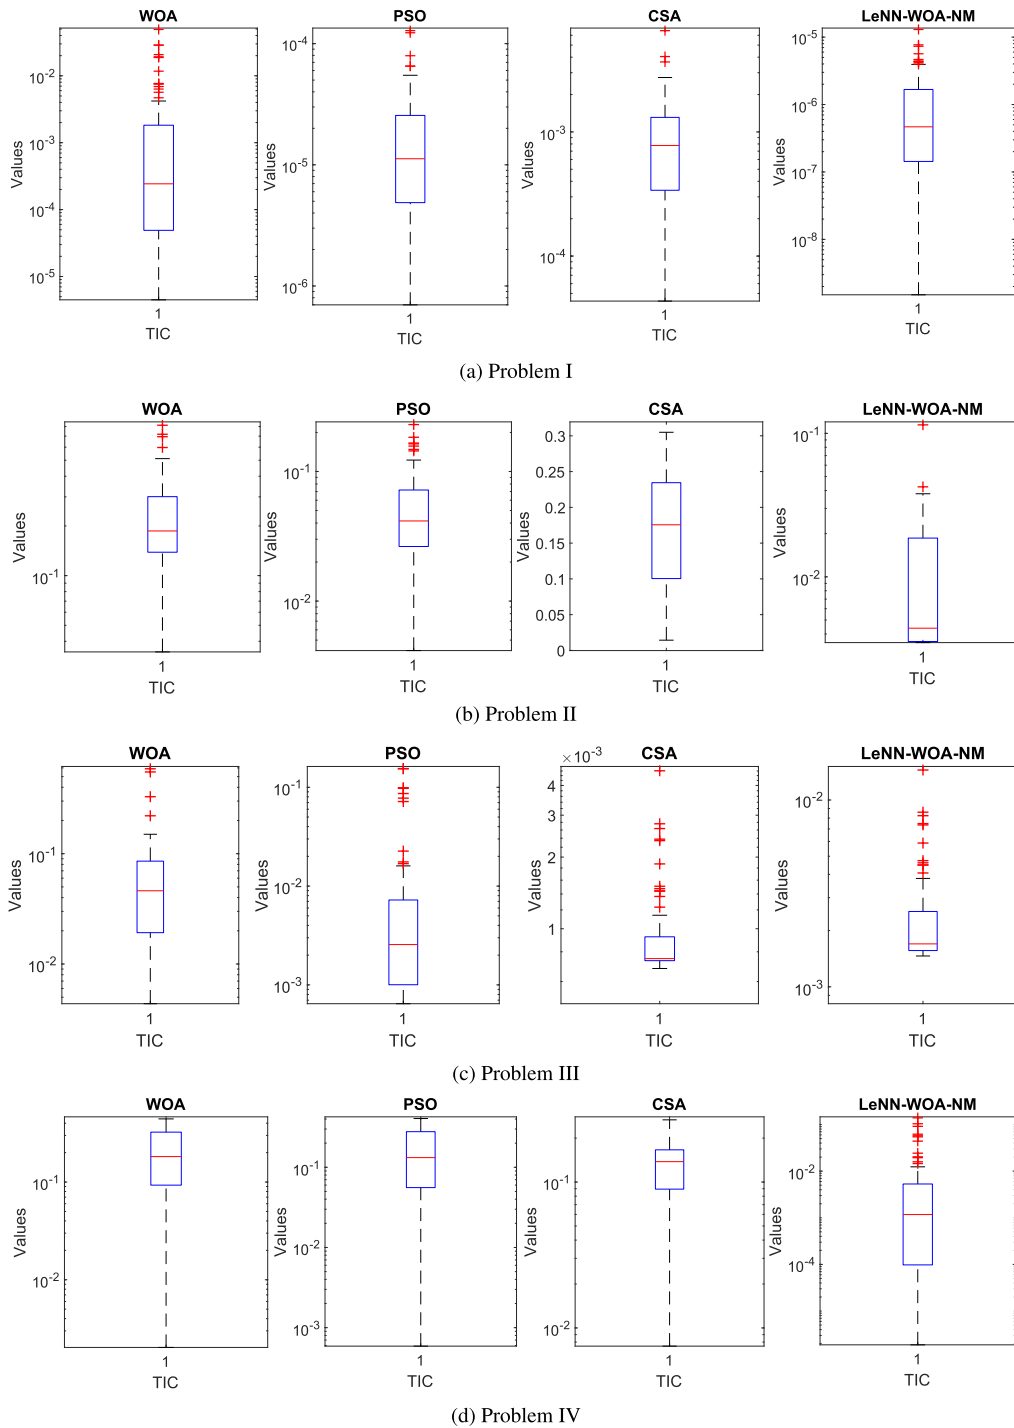 WOA PSO CSA LeNN-WOA-NM
Values 10^-2 10^-3 10^-4 10^-5
Values 10^-4 10^-5 10^-6
Values 10^-3 10^-4
Values 10^-5 10^-6 10^-7 10^-8
1 1 1 1
TIC TIC TIC TIC
(a) Problem I
WOA PSO CSA LeNN-WOA-NM
Values 10^-1
Values 10^-1 10^-2
Values 0.3 0.25 0.2 0.15 0.1 0.05 0
Values 10^-1 10^-2
1 1 1 1
TIC TIC TIC TIC
(b) Problem II
WOA PSO CSA LeNN-WOA-NM
Values 10^-1 10^-2
Values 10^-1 10^-2 10^-3
Values × 10^-3 4 3 2 1
Values 10^-2 10^-3
1 1 1 1
TIC TIC TIC TIC
(c) Problem III
WOA PSO CSA LeNN-WOA-NM
Values 10^-1 10^-2
Values 10^-1 10^-2 10^-3
Values 10^-1 10^-2
Values 10^-2 10^-4
1 1 1 1
TIC TIC TIC TIC
(d) Problem IV